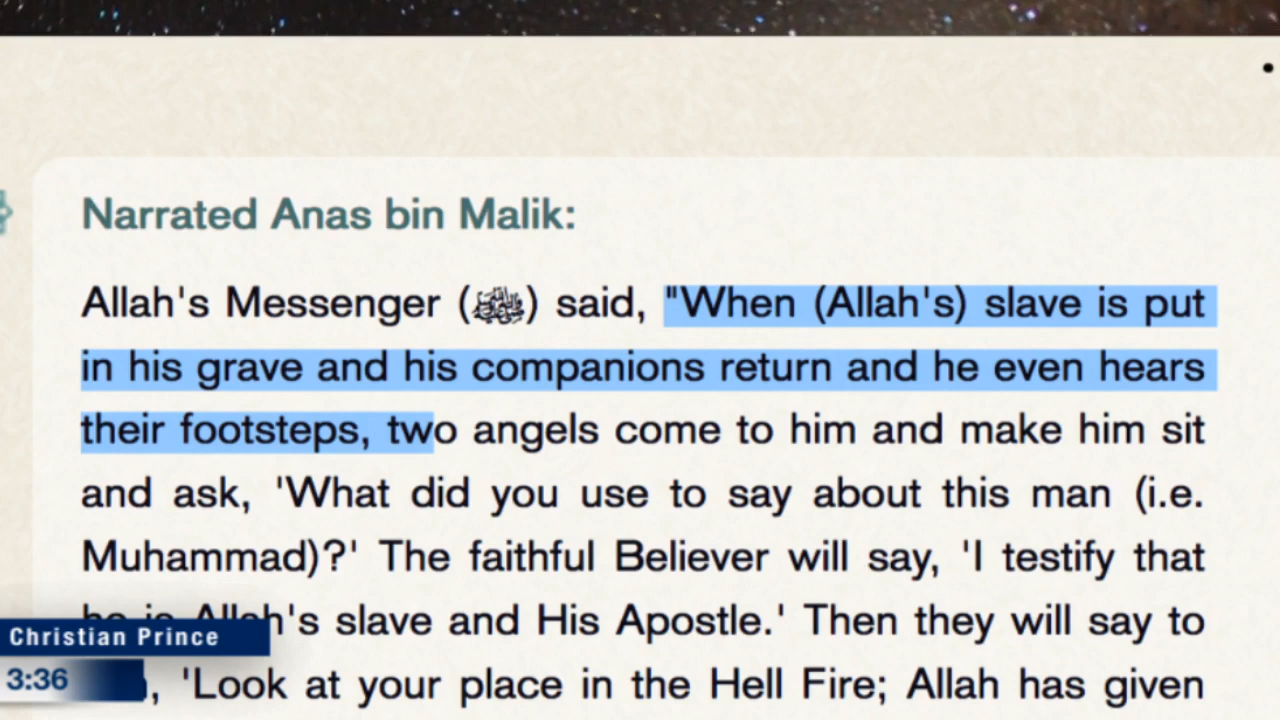 Narrated Anas bin Malik:
Allah's Messenger (ﷺ) said, "When (Allah's) slave is put
in his grave and his companions return and he even hears
their footsteps, two angels come to him and make him sit
and ask, 'What did you use to say about this man (i.e.
Muhammad)?' The faithful Believer will say, 'I testify that
he is Allah's slave and His Apostle.' Then they will say to
, 'Look at your place in the Hell Fire; Allah has given
Christian Prince
3:36